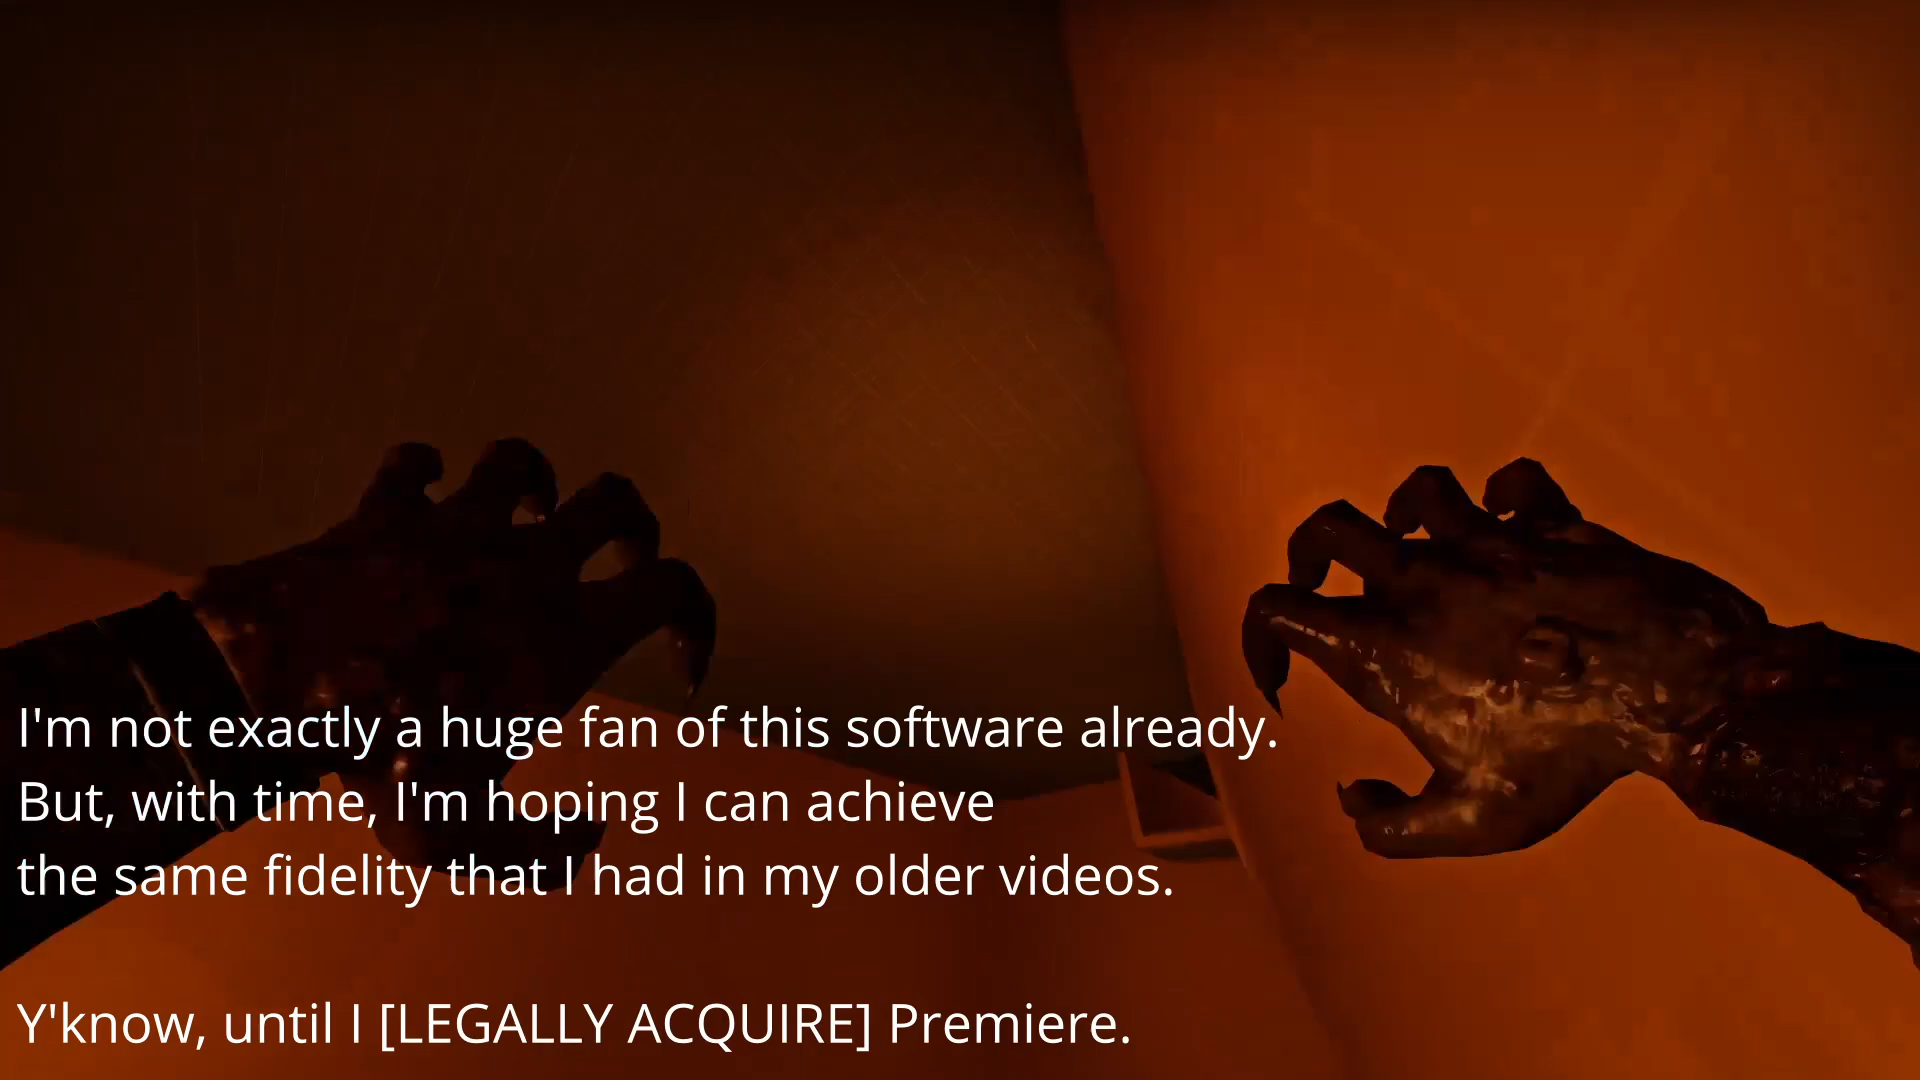 I'm not exactly a huge fan of this software already.
But, with time, I'm hoping I can achieve
the same fidelity that I had in my older videos.
Y'know, until I [LEGALLY ACQUIRE] Premiere.